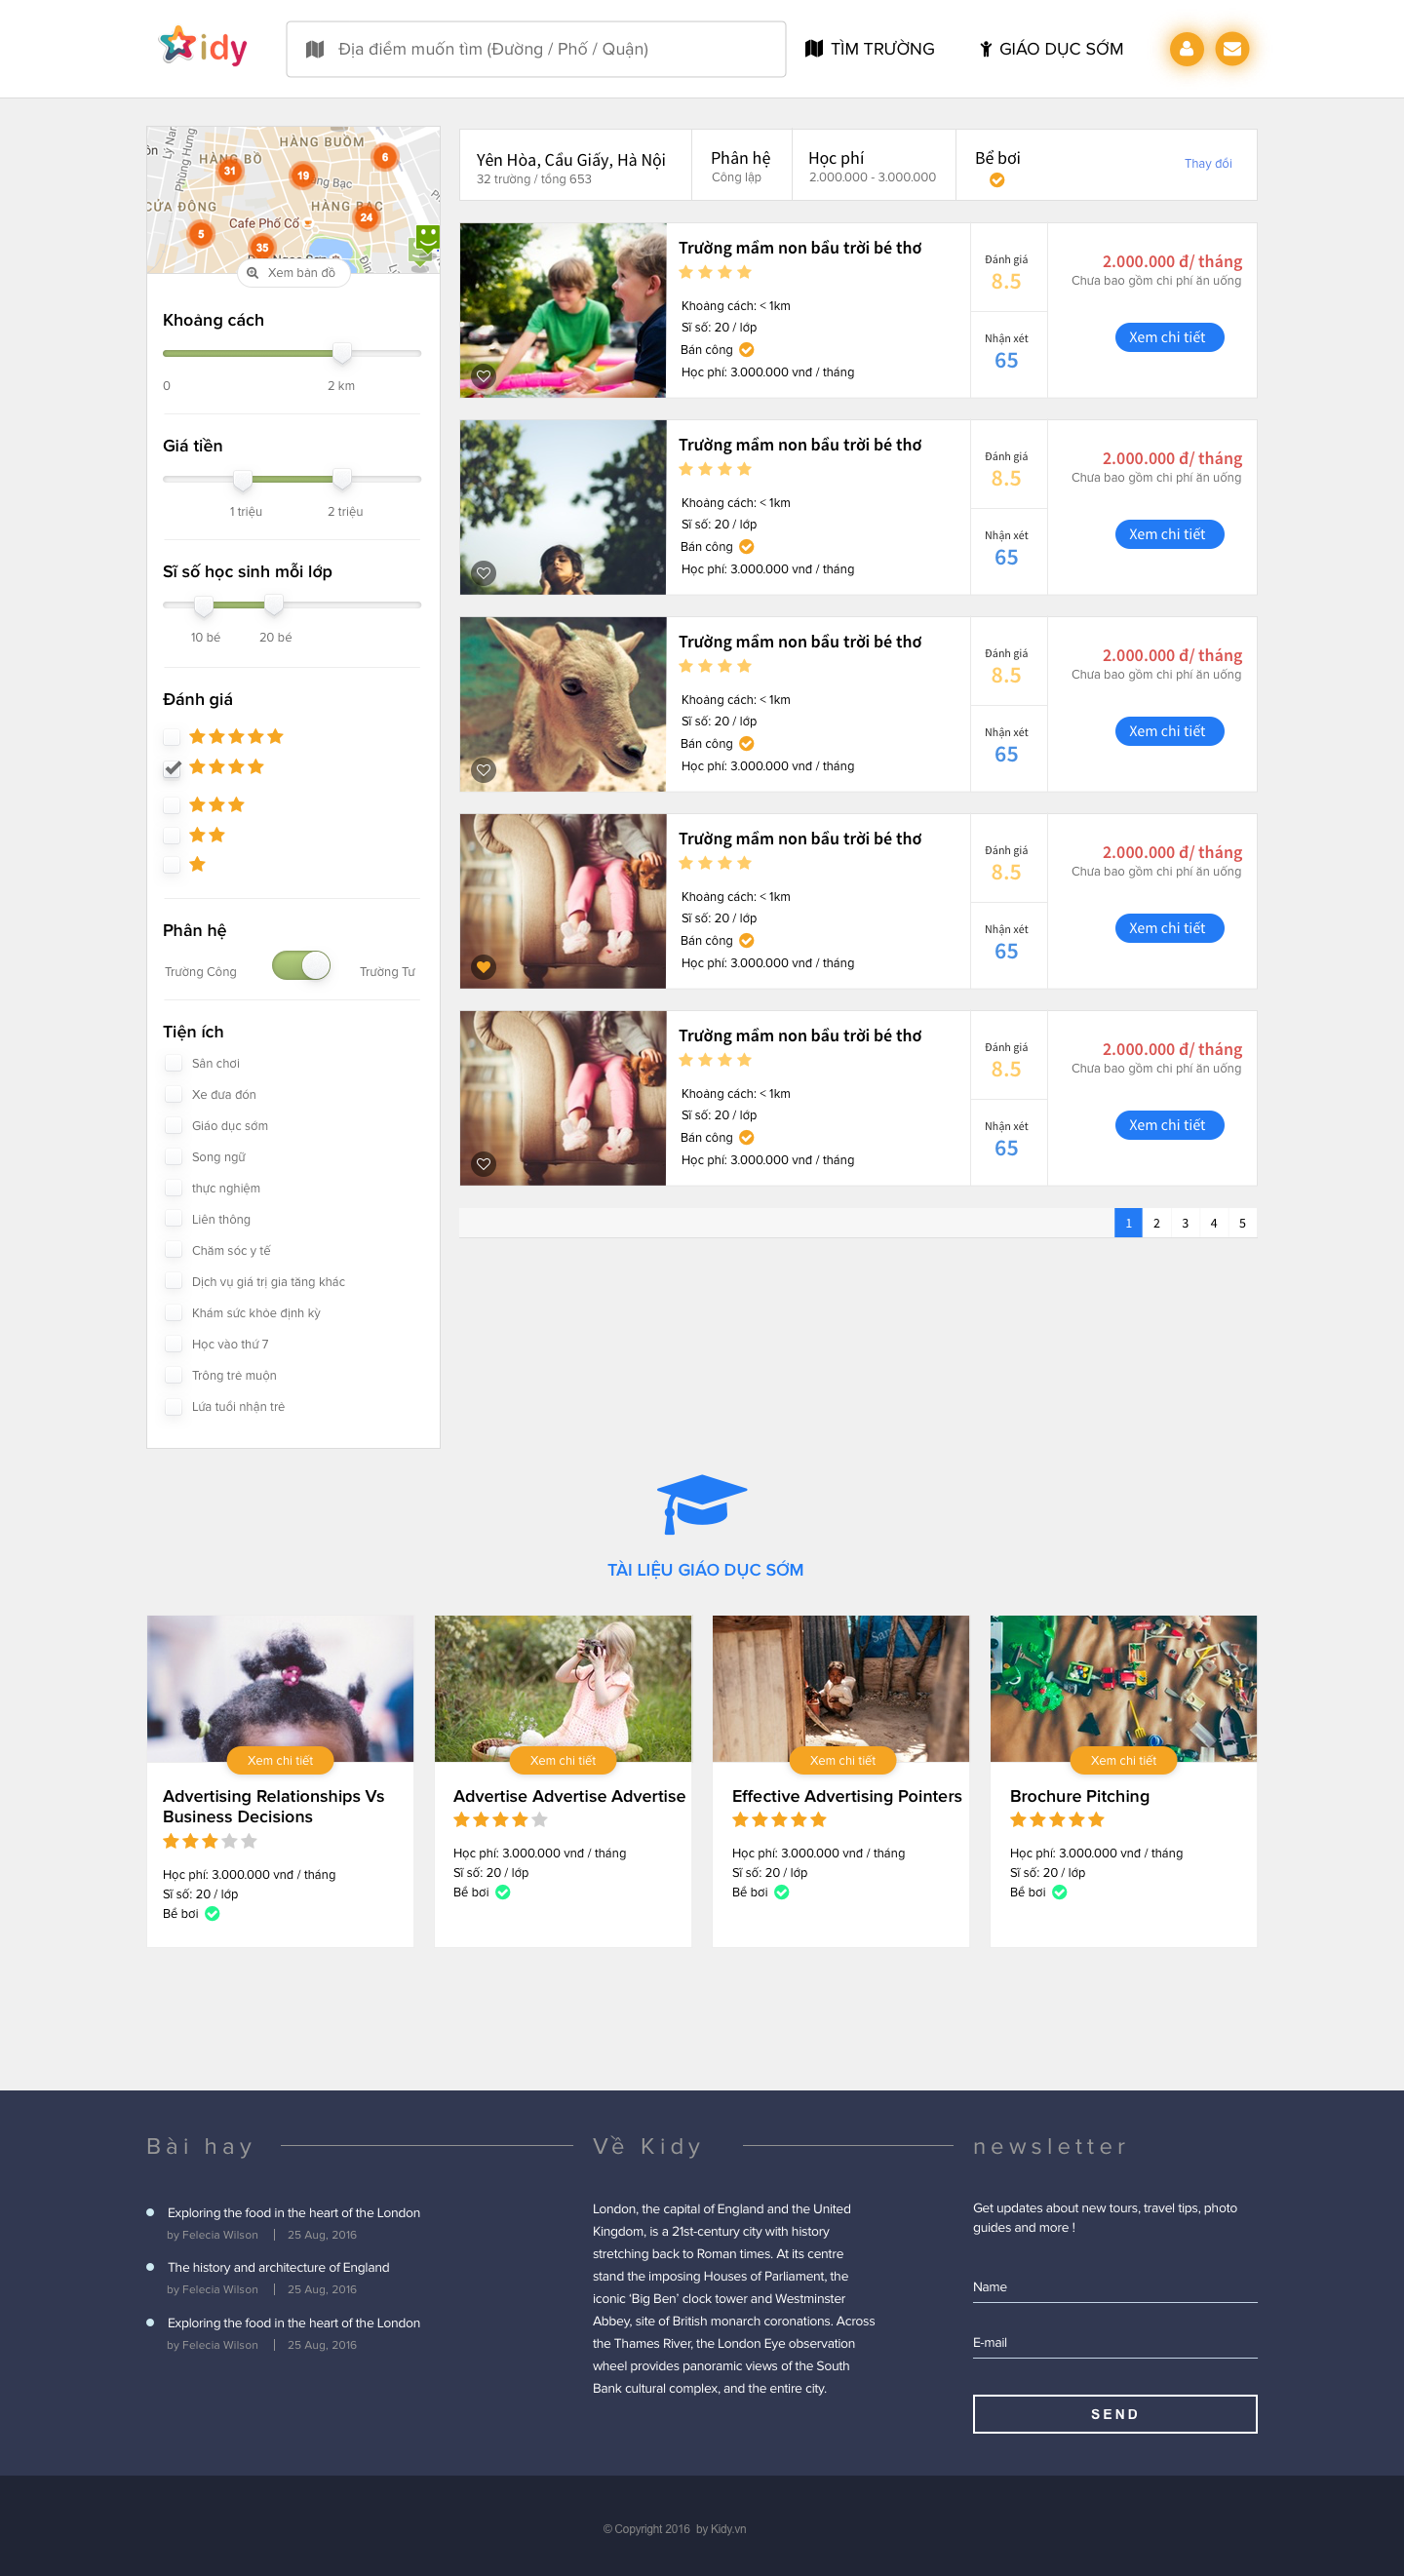 kidy
Địa điểm muốn tìm (Đường / Phố / Quận)
TÌM TRƯỜNG
GIÁO DỤC SỚM
HÀNG BUỒM
HÀNG BỒ
HÀNG BẠC
CỬA ĐÔNG
Cafe Phố Cổ
Phùng Hưng
6
31
19
24
5
35
Xem bản đồ
Khoảng cách
0
2 km
Giá tiền
1 triệu
2 triệu
Sĩ số học sinh mỗi lớp
10 bé
20 bé
Đánh giá
Phân hệ
Trường Công
Trường Tư
Tiện ích
Sân chơi
Xe đưa đón
Giáo dục sớm
Song ngữ
thực nghiệm
Liên thông
Chăm sóc y tế
Dịch vụ giá trị gia tăng khác
Khám sức khỏe định kỳ
Học vào thứ 7
Trông trẻ muộn
Lứa tuổi nhận trẻ
Yên Hòa, Cầu Giấy, Hà Nội
32 trường / tổng 653
Phân hệ
Công lập
Học phí
2.000.000 - 3.000.000
Bể bơi
Thay đổi
Trường mầm non bầu trời bé thơ
Khoảng cách: < 1km
Sĩ số: 20 / lớp
Bán công
Học phí: 3.000.000 vnđ / tháng
Đánh giá
8.5
Nhận xét
65
2.000.000 đ/ tháng
Chưa bao gồm chi phí ăn uống
Xem chi tiết
Trường mầm non bầu trời bé thơ
Khoảng cách: < 1km
Sĩ số: 20 / lớp
Bán công
Học phí: 3.000.000 vnđ / tháng
Đánh giá
8.5
Nhận xét
65
2.000.000 đ/ tháng
Chưa bao gồm chi phí ăn uống
Xem chi tiết
Trường mầm non bầu trời bé thơ
Khoảng cách: < 1km
Sĩ số: 20 / lớp
Bán công
Học phí: 3.000.000 vnđ / tháng
Đánh giá
8.5
Nhận xét
65
2.000.000 đ/ tháng
Chưa bao gồm chi phí ăn uống
Xem chi tiết
Trường mầm non bầu trời bé thơ
Khoảng cách: < 1km
Sĩ số: 20 / lớp
Bán công
Học phí: 3.000.000 vnđ / tháng
Đánh giá
8.5
Nhận xét
65
2.000.000 đ/ tháng
Chưa bao gồm chi phí ăn uống
Xem chi tiết
Trường mầm non bầu trời bé thơ
Khoảng cách: < 1km
Sĩ số: 20 / lớp
Bán công
Học phí: 3.000.000 vnđ / tháng
Đánh giá
8.5
Nhận xét
65
2.000.000 đ/ tháng
Chưa bao gồm chi phí ăn uống
Xem chi tiết
1 2 3 4 5
TÀI LIỆU GIÁO DỤC SỚM
Xem chi tiết
Advertising Relationships Vs
Business Decisions
Học phí: 3.000.000 vnđ / tháng
Sĩ số: 20 / lớp
Bể bơi
Xem chi tiết
Advertise Advertise Advertise
Học phí: 3.000.000 vnđ / tháng
Sĩ số: 20 / lớp
Bể bơi
Xem chi tiết
Effective Advertising Pointers
Học phí: 3.000.000 vnđ / tháng
Sĩ số: 20 / lớp
Bể bơi
Xem chi tiết
Brochure Pitching
Học phí: 3.000.000 vnđ / tháng
Sĩ số: 20 / lớp
Bể bơi
Bài hay
Exploring the food in the heart of the London
by Felecia Wilson | 25 Aug, 2016
The history and architecture of England
by Felecia Wilson | 25 Aug, 2016
Exploring the food in the heart of the London
by Felecia Wilson | 25 Aug, 2016
Về Kidy
London, the capital of England and the United
Kingdom, is a 21st-century city with history
stretching back to Roman times. At its centre
stand the imposing Houses of Parliament, the
iconic ‘Big Ben’ clock tower and Westminster
Abbey, site of British monarch coronations. Across
the Thames River, the London Eye observation
wheel provides panoramic views of the South
Bank cultural complex, and the entire city.
newsletter
Get updates about new tours, travel tips, photo
guides and more !
Name
E-mail
SEND
© Copyright 2016 by Kidy.vn